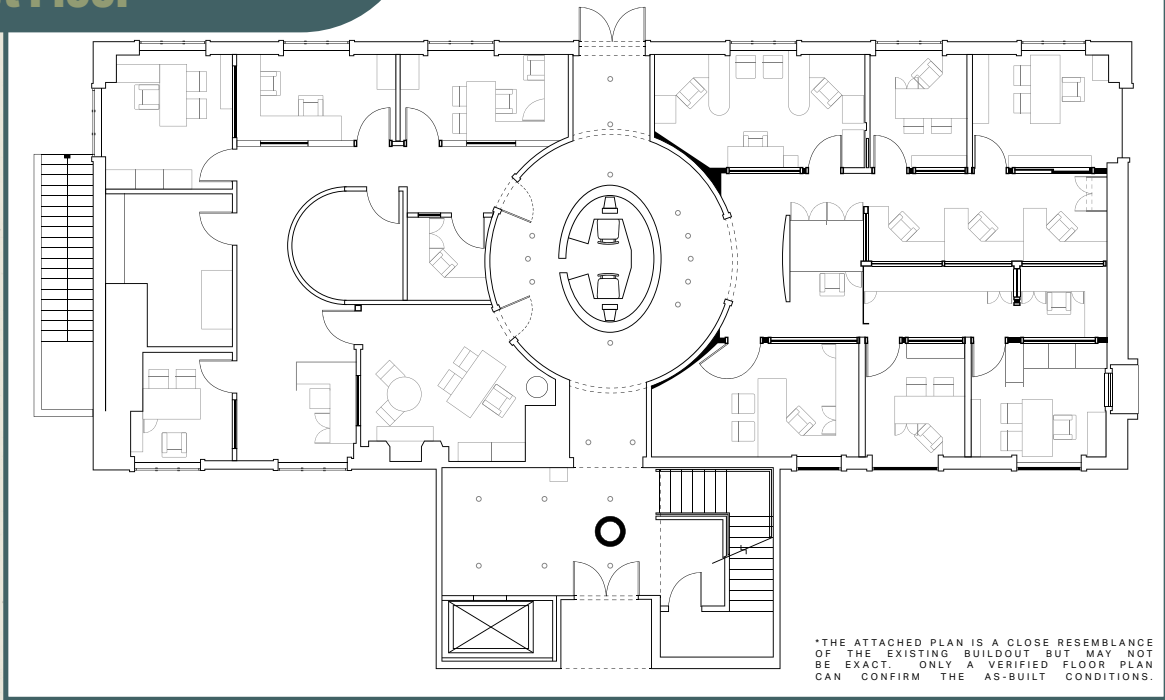 Floor
*THE ATTACHED PLAN IS A CLOSE RESEMBLANCE
OF THE EXISTING BUILDOUT BUT MAY NOT
BE EXACT. ONLY A VERIFIED FLOOR PLAN
CAN CONFIRM THE AS-BUILT CONDITIONS.